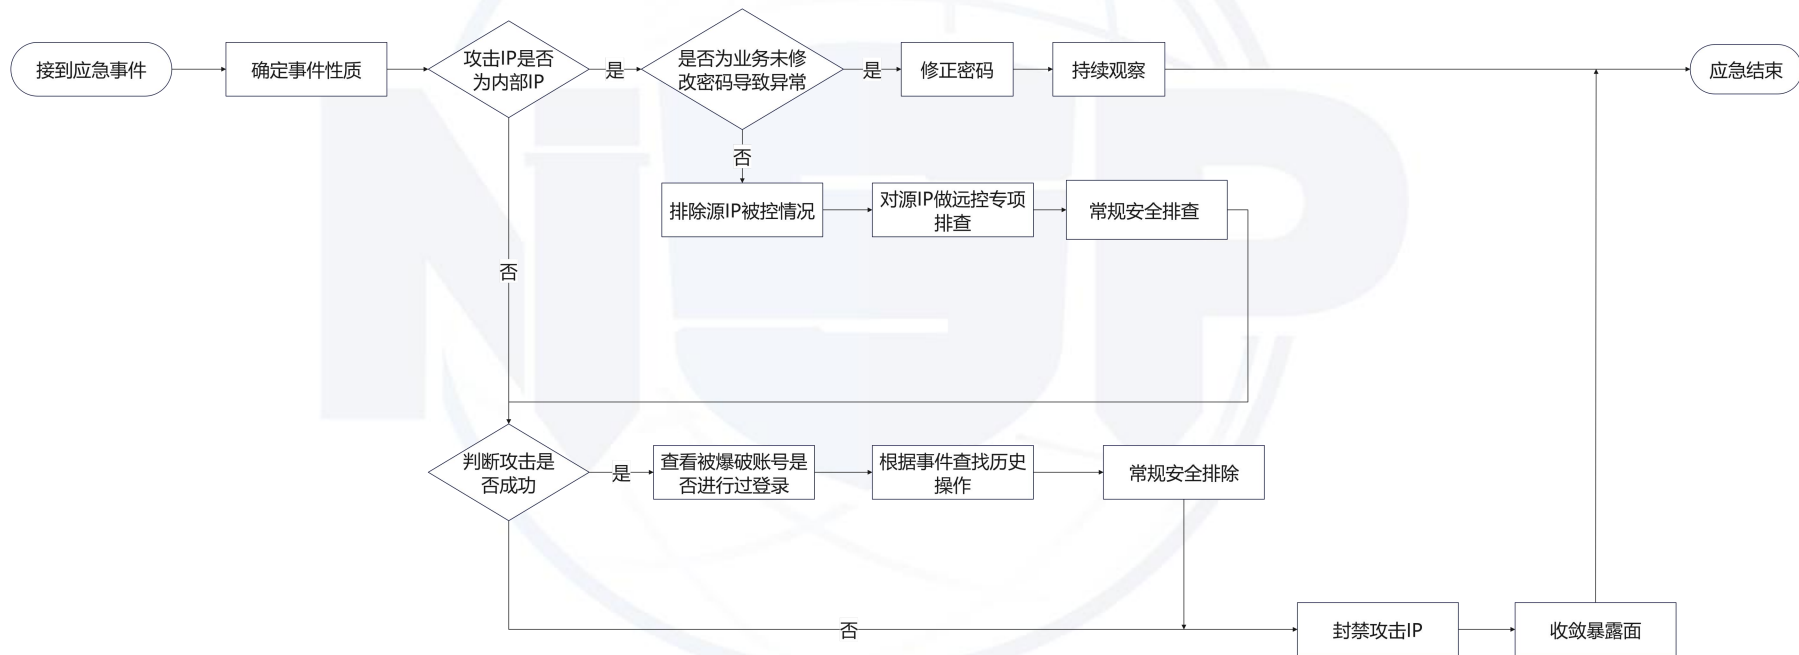 接到应急事件
确定事件性质
攻击IP是否
为内部IP
是
是否为业务未修
改密码导致异常
是
修正密码
持续观察
应急结束
否
排除源IP被控情况
对源IP做远控专项
排查
常规安全排查
否
判断攻击是
否成功
是
查看被爆破账号是
否进行过登录
根据事件查找历史
操作
常规安全排除
否
封禁攻击IP
收敛暴露面
NISP